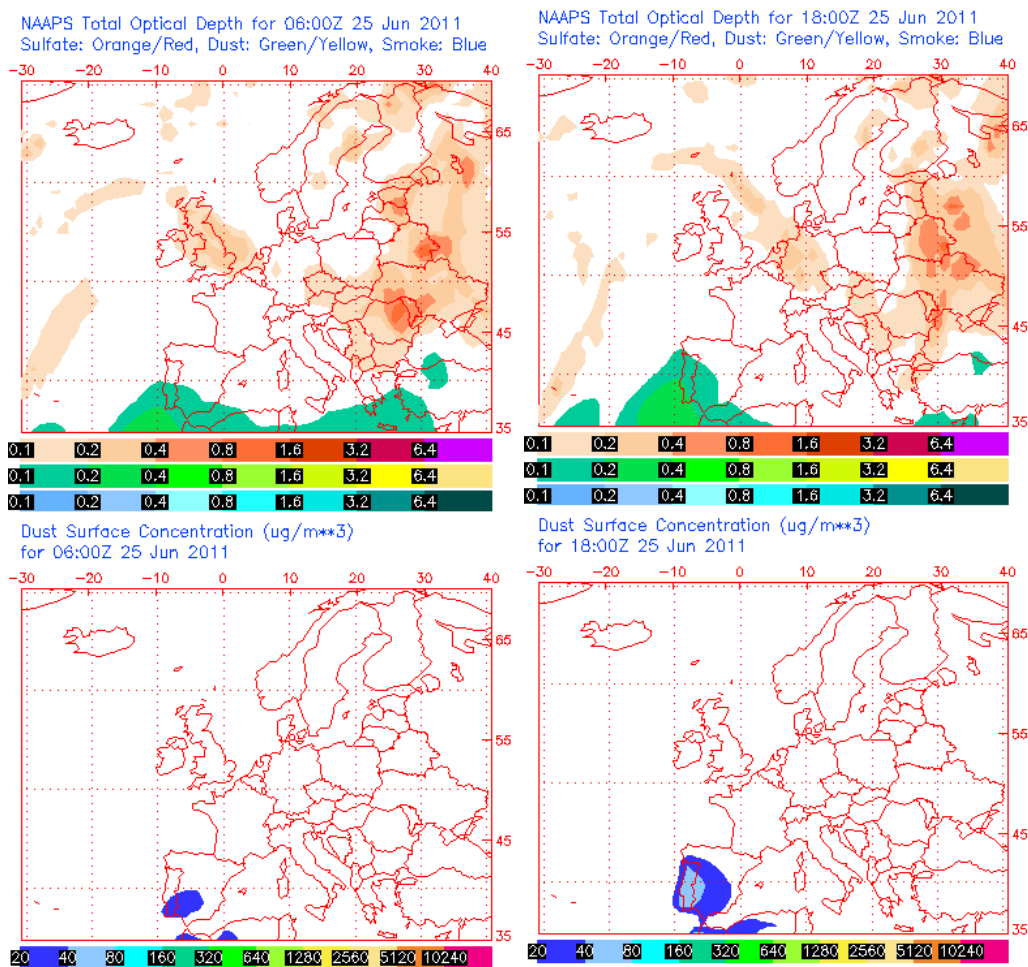 NAAPS Total Optical Depth for 06:00Z 25 Jun 2011
Sulfate: Orange/Red, Dust: Green/Yellow, Smoke: Blue
-30 -20 -10 0 10 20 30 40
65
55
45
35
0.1 0.2 0.4 0.8 1.6 3.2 6.4
0.1 0.2 0.4 0.8 1.6 3.2 6.4
0.1 0.2 0.4 0.8 1.6 3.2 6.4
NAAPS Total Optical Depth for 18:00Z 25 Jun 2011
Sulfate: Orange/Red, Dust: Green/Yellow, Smoke: Blue
-30 -20 -10 0 10 20 30 40
65
55
45
35
0.1 0.2 0.4 0.8 1.6 3.2 6.4
0.1 0.2 0.4 0.8 1.6 3.2 6.4
0.1 0.2 0.4 0.8 1.6 3.2 6.4
Dust Surface Concentration (ug/m**3)
for 06:00Z 25 Jun 2011
-30 -20 -10 0 10 20 30 40
65
55
45
35
20 40 80 160 320 640 1280 2560 5120 10240
Dust Surface Concentration (ug/m**3)
for 18:00Z 25 Jun 2011
-30 -20 -10 0 10 20 30 40
65
55
45
35
20 40 80 160 320 640 1280 2560 5120 10240